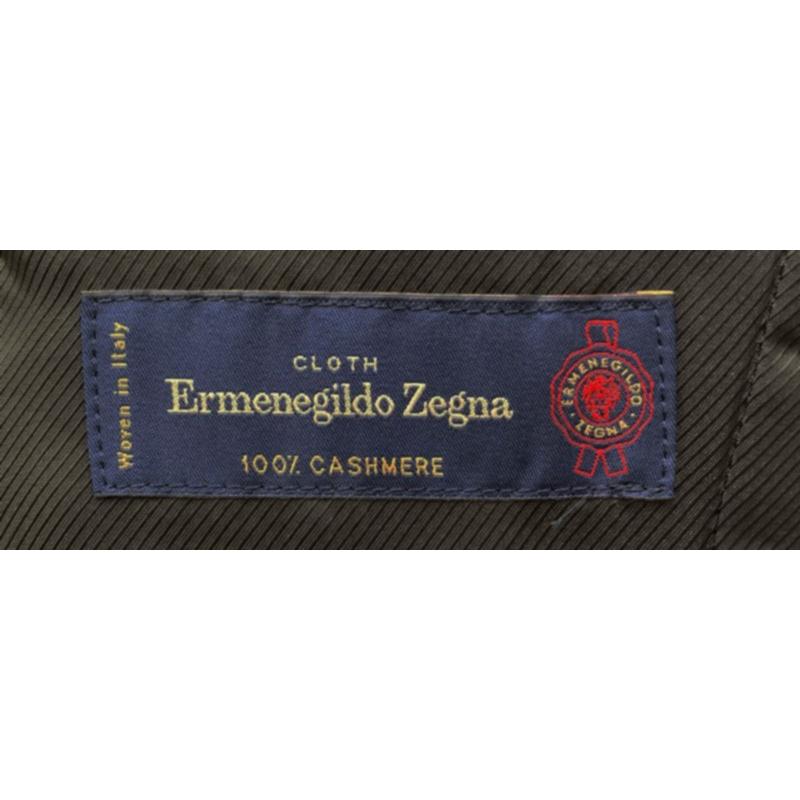 Woven in Italy
CLOTH
Ermenegildo Zegna
100% CASHMERE
ERMENEGILDO
· ZEGNA ·